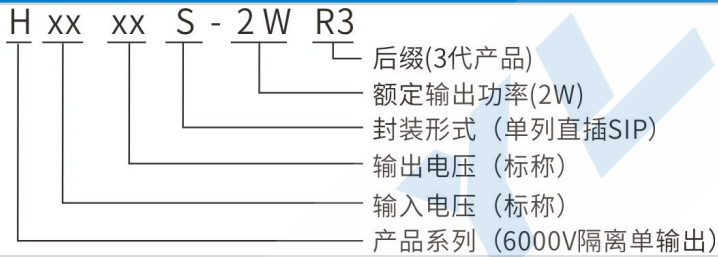 H xx xx S - 2W R3
后缀(3代产品)
额定输出功率(2W)
封装形式（单列直插SIP）
输出电压（标称）
输入电压（标称）
产品系列（6000V隔离单输出）